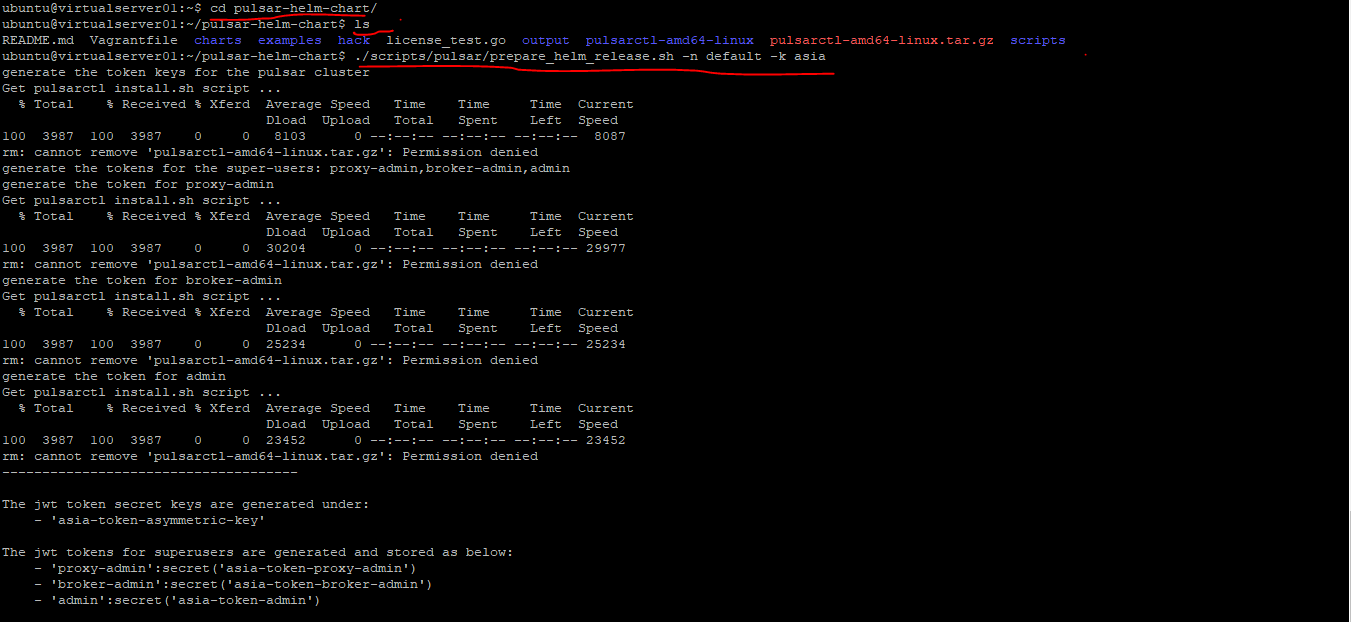 ubuntu@virtualserver01:~$ cd pulsar-helm-chart/
ubuntu@virtualserver01:~/pulsar-helm-chart$ ls
README.md  Vagrantfile  charts  examples  hack  license_test.go  output  pulsarctl-amd64-linux  pulsarctl-amd64-linux.tar.gz  scripts
ubuntu@virtualserver01:~/pulsar-helm-chart$ ./scripts/pulsar/prepare_helm_release.sh -n default -k asia
generate the token keys for the pulsar cluster
Get pulsarctl install.sh script ...
  % Total    % Received % Xferd  Average Speed   Time    Time     Time  Current
                                 Dload  Upload   Total   Spent    Left  Speed
100  3987  100  3987    0     0   8103      0 --:--:-- --:--:-- --:--:--  8087
rm: cannot remove 'pulsarctl-amd64-linux.tar.gz': Permission denied
generate the tokens for the super-users: proxy-admin,broker-admin,admin
generate the token for proxy-admin
Get pulsarctl install.sh script ...
  % Total    % Received % Xferd  Average Speed   Time    Time     Time  Current
                                 Dload  Upload   Total   Spent    Left  Speed
100  3987  100  3987    0     0  30204      0 --:--:-- --:--:-- --:--:-- 29977
rm: cannot remove 'pulsarctl-amd64-linux.tar.gz': Permission denied
generate the token for broker-admin
Get pulsarctl install.sh script ...
  % Total    % Received % Xferd  Average Speed   Time    Time     Time  Current
                                 Dload  Upload   Total   Spent    Left  Speed
100  3987  100  3987    0     0  25234      0 --:--:-- --:--:-- --:--:-- 25234
rm: cannot remove 'pulsarctl-amd64-linux.tar.gz': Permission denied
generate the token for admin
Get pulsarctl install.sh script ...
  % Total    % Received % Xferd  Average Speed   Time    Time     Time  Current
                                 Dload  Upload   Total   Spent    Left  Speed
100  3987  100  3987    0     0  23452      0 --:--:-- --:--:-- --:--:-- 23452
rm: cannot remove 'pulsarctl-amd64-linux.tar.gz': Permission denied
-------------------------------------
The jwt token secret keys are generated under:
    - 'asia-token-asymmetric-key'
The jwt tokens for superusers are generated and stored as below:
    - 'proxy-admin':secret('asia-token-proxy-admin')
    - 'broker-admin':secret('asia-token-broker-admin')
    - 'admin':secret('asia-token-admin')